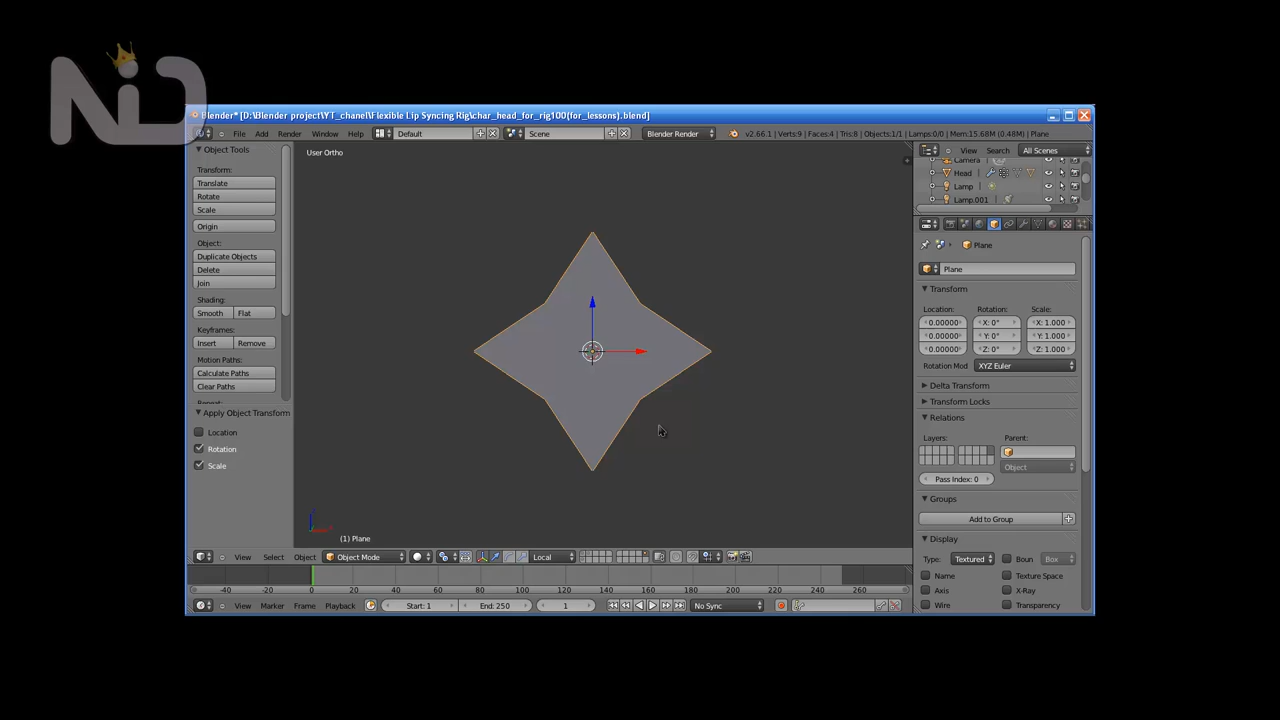 NiD
Blender* [D:\Blender project\YT_chanel\Flexible Lip Syncing Rig\char_head_for_rig100(for_lessons).blend]
File Add Render Window Help Default Scene Blender Render v2.66.1 | Verts:9 | Faces:4 | Tris:8 | Objects:1/1 | Lamps:0/0 | Mem:15.68M (0.48M) | Plane
Object Tools
Transform:
Translate
Rotate
Scale
Origin
Object:
Duplicate Objects
Delete
Join
Shading:
Smooth Flat
Keyframes:
Insert Remove
Motion Paths:
Calculate Paths
Clear Paths
Apply Object Transform
Location
Rotation
Scale
User Ortho
(1) Plane
View Select Object Object Mode Local
-40 -20 0 20 40 60 80 100 120 140 160 180 200 220 240 260
View Marker Frame Playback Start: 1 End: 250 1 No Sync
View Search All Scenes
Camera
Head
Lamp
Lamp.001
Plane
Plane
Transform
Location: Rotation: Scale:
0.00000 X: 0° X: 1.000
0.00000 Y: 0° Y: 1.000
0.00000 Z: 0° Z: 1.000
Rotation Mod XYZ Euler
Delta Transform
Transform Locks
Relations
Layers: Parent:
Object
Pass Index: 0
Groups
Add to Group
Display
Type: Textured Boun Box
Name Texture Space
Axis X-Ray
Wire Transparency